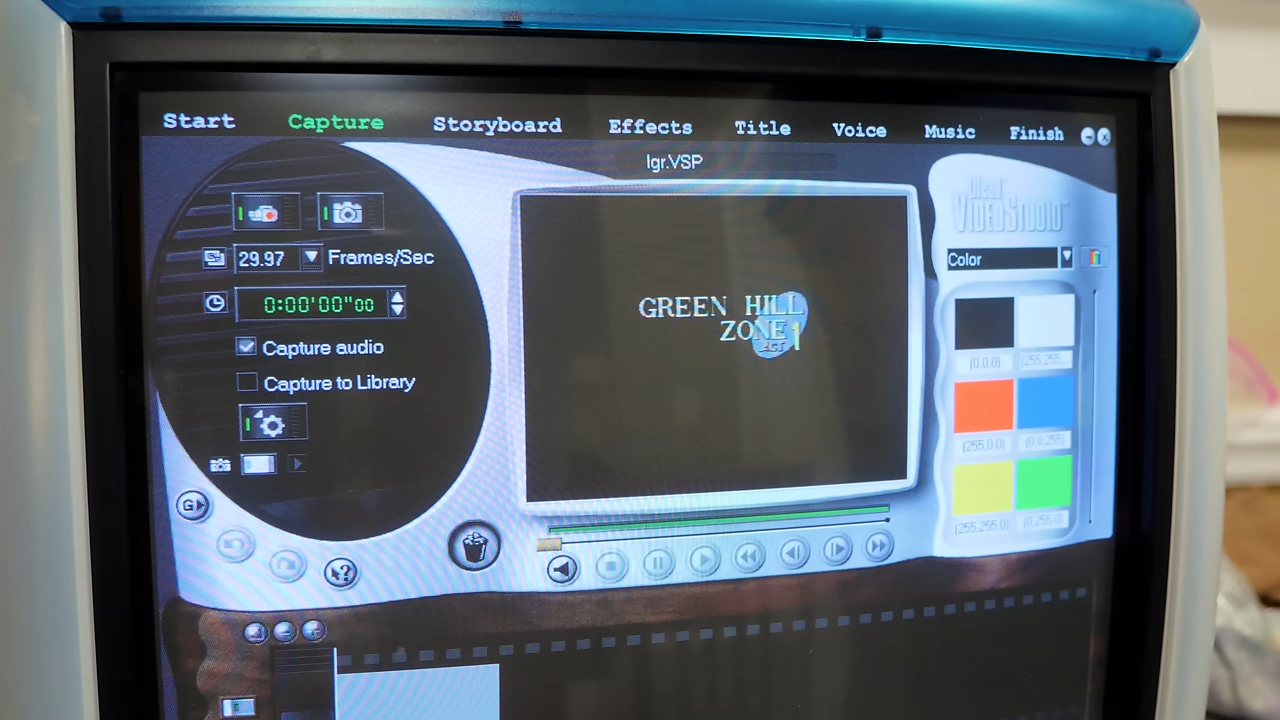 Start Capture Storyboard Effects Title Voice Music Finish
lgr.VSP
Ulead
VIDEOSTUDIO™
29.97 Frames/Sec
0:00'00"00
Capture audio
Capture to Library
GREEN HILL
ZONE 1
ACT
Color
(0,0,0) (255,255,
(255,0,0) (0,0,255)
(255,255,0) (0,255,0)
G
?